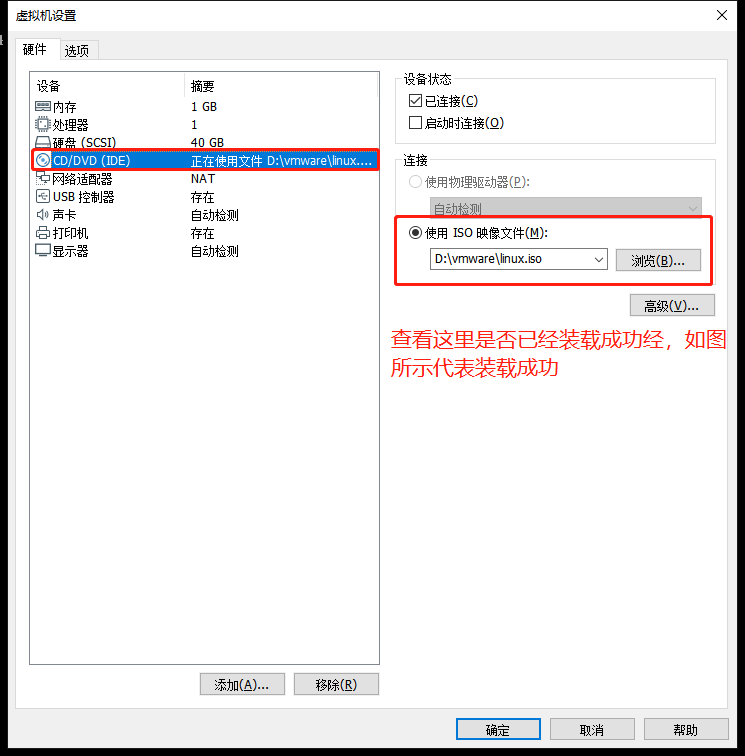 虚拟机设置
硬件 选项
设备 摘要
内存 1 GB
处理器 1
硬盘 (SCSI) 40 GB
CD/DVD (IDE) 正在使用文件 D:\vmware\linux....
网络适配器 NAT
USB 控制器 存在
声卡 自动检测
打印机 存在
显示器 自动检测
添加(A)... 移除(R)
设备状态
已连接(C)
启动时连接(O)
连接
使用物理驱动器(P):
自动检测
使用 ISO 映像文件(M):
D:\vmware\linux.iso 浏览(B)...
高级(V)...
查看这里是否已经装载成功经，如图
所示代表装载成功
确定 取消 帮助